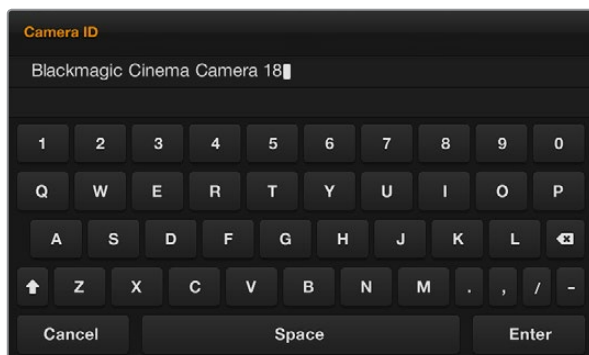 Camera ID
Blackmagic Cinema Camera 18
1 2 3 4 5 6 7 8 9 0
Q W E R T Y U I O P
A S D F G H J K L
Z X C V B N M . , / -
Cancel Space Enter